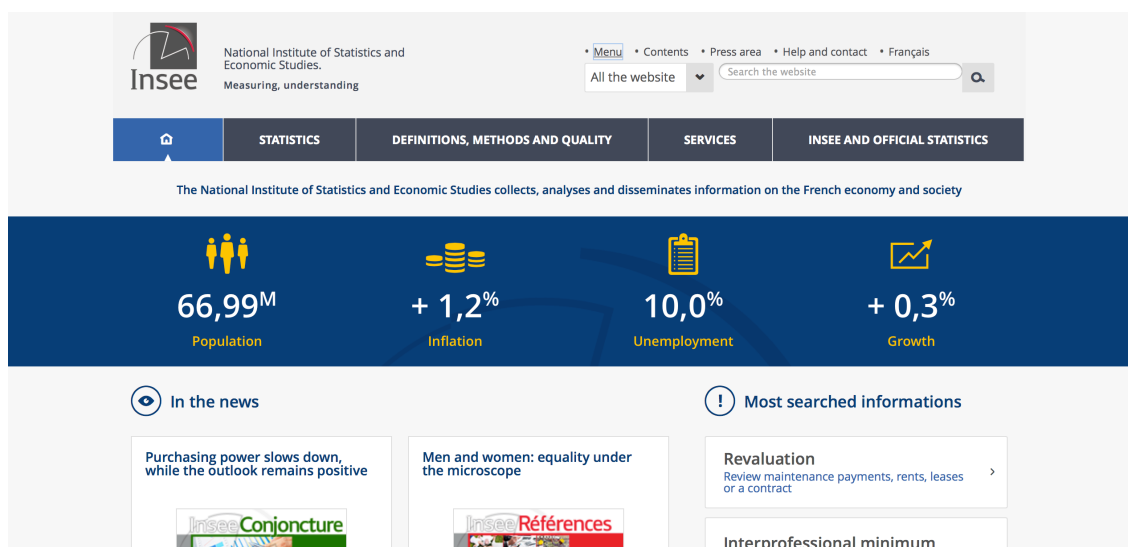 Insee
National Institute of Statistics and
Economic Studies.
Measuring, understanding
• Menu • Contents • Press area • Help and contact • Français
All the website
Search the website
STATISTICS
DEFINITIONS, METHODS AND QUALITY
SERVICES
INSEE AND OFFICIAL STATISTICS
The National Institute of Statistics and Economic Studies collects, analyses and disseminates information on the French economy and society
66,99M
Population
+ 1,2%
Inflation
10,0%
Unemployment
+ 0,3%
Growth
In the news
Purchasing power slows down,
while the outlook remains positive
InseeConjoncture
Men and women: equality under
the microscope
InseeRéférences
Most searched informations
Revaluation
Review maintenance payments, rents, leases
or a contract
Interprofessional minimum